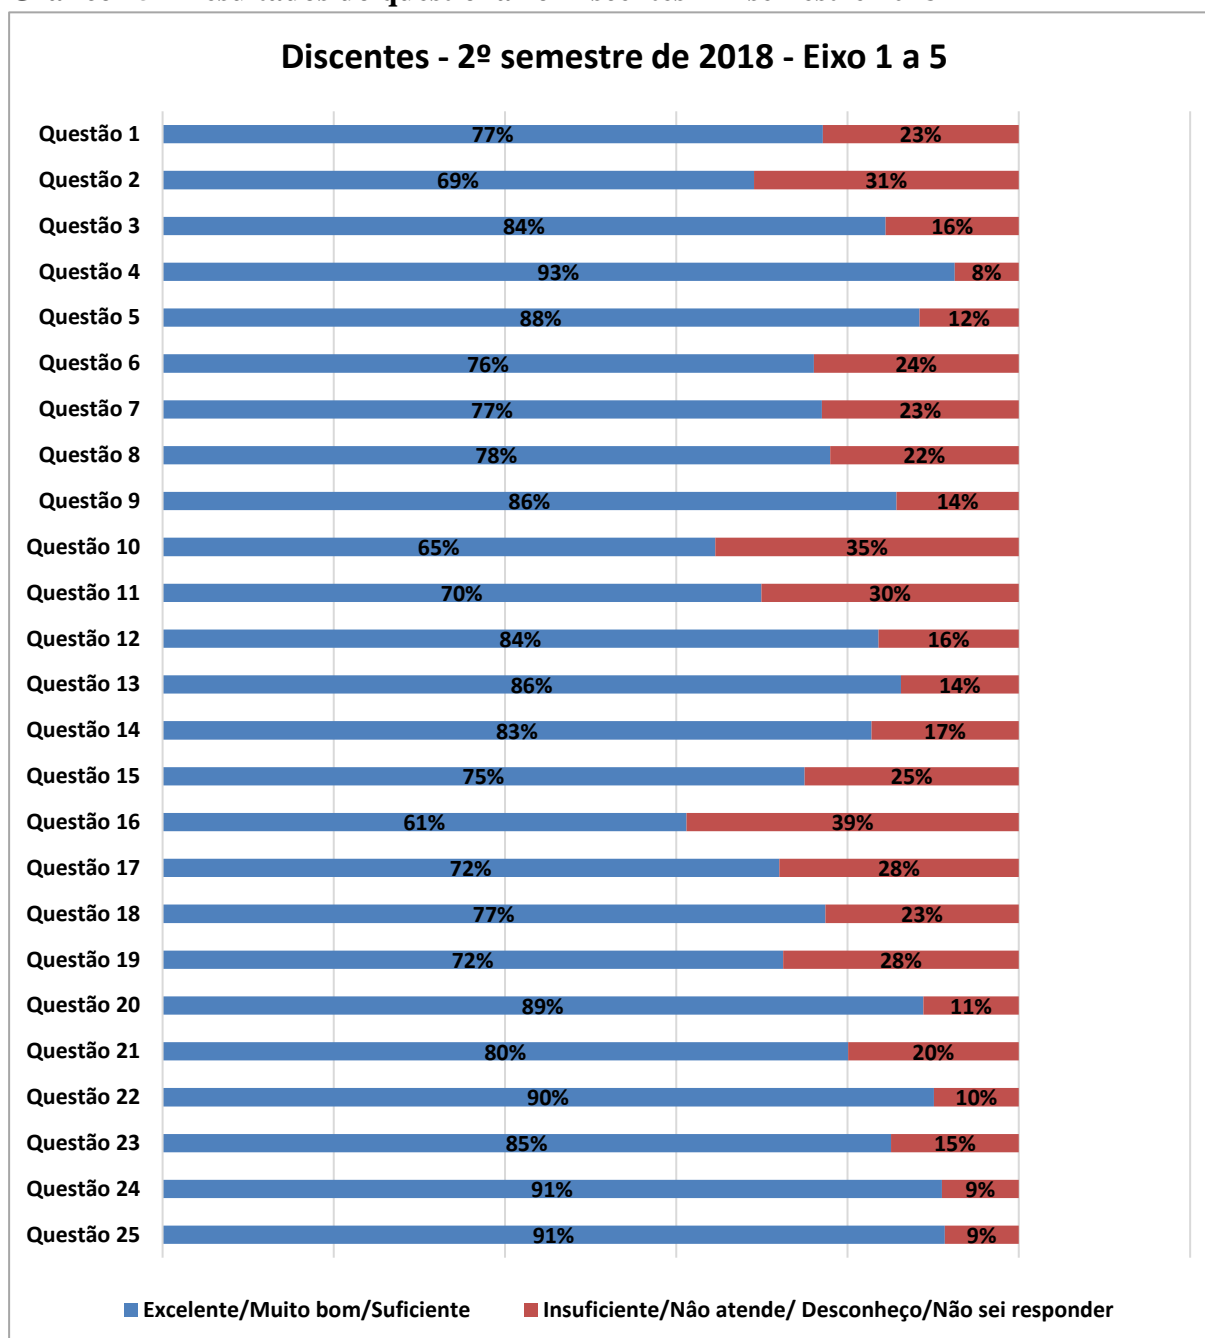 Discentes - 2º semestre de 2018 - Eixo 1 a 5
Questão 1 77% 23%
Questão 2 69% 31%
Questão 3 84% 16%
Questão 4 93% 8%
Questão 5 88% 12%
Questão 6 76% 24%
Questão 7 77% 23%
Questão 8 78% 22%
Questão 9 86% 14%
Questão 10 65% 35%
Questão 11 70% 30%
Questão 12 84% 16%
Questão 13 86% 14%
Questão 14 83% 17%
Questão 15 75% 25%
Questão 16 61% 39%
Questão 17 72% 28%
Questão 18 77% 23%
Questão 19 72% 28%
Questão 20 89% 11%
Questão 21 80% 20%
Questão 22 90% 10%
Questão 23 85% 15%
Questão 24 91% 9%
Questão 25 91% 9%
Excelente/Muito bom/Suficiente Insuficiente/Nâo atende/ Desconheço/Não sei responder